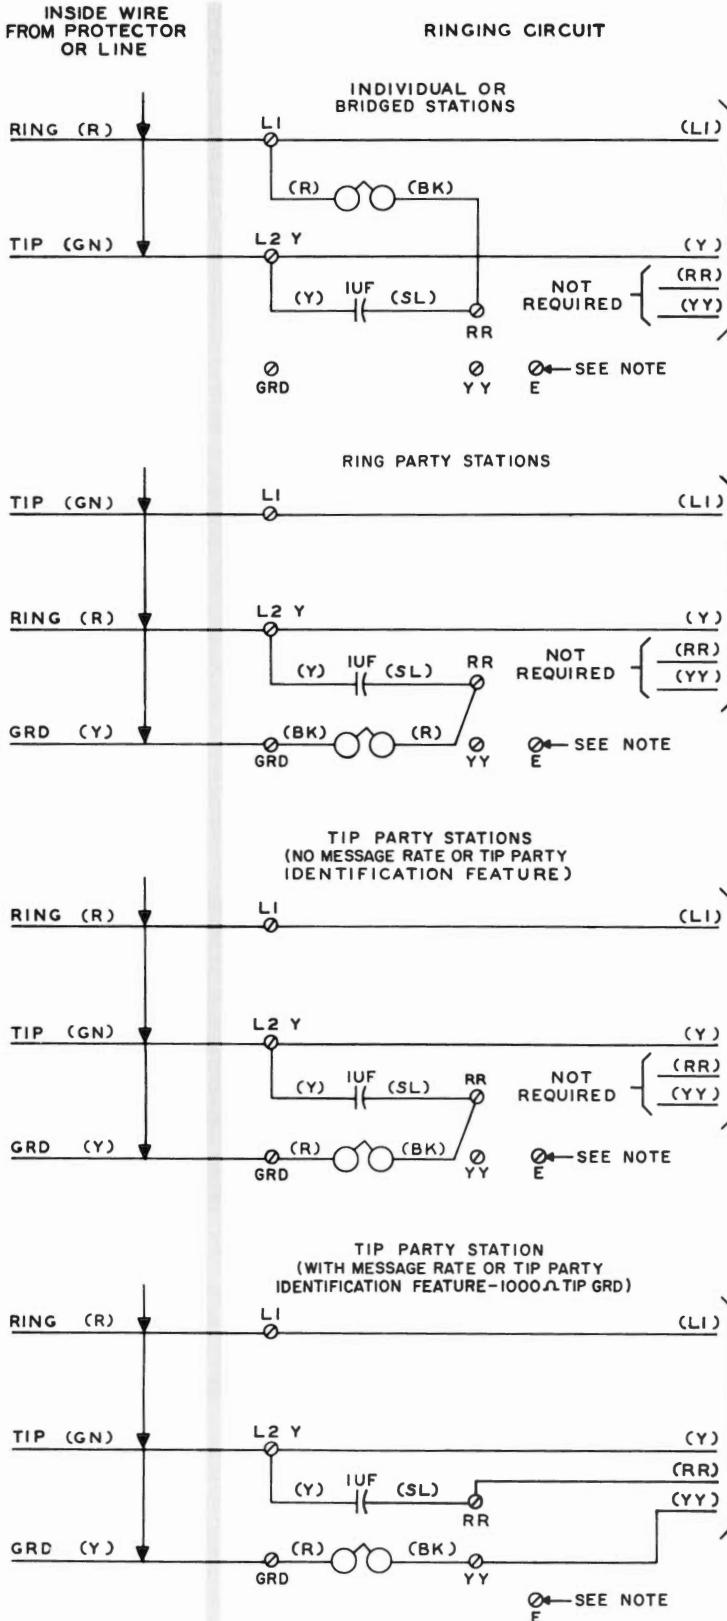 INSIDE WIRE
FROM PROTECTOR
OR LINE
RINGING CIRCUIT
INDIVIDUAL OR
BRIDGED STATIONS
RING (R)
L1
(L1)
(R)
(BK)
TIP (GN)
L2 Y
(Y)
(Y)
1UF
(SL)
RR
NOT
REQUIRED
(RR)
(YY)
GRD
YY
E
SEE NOTE
RING PARTY STATIONS
TIP (GN)
L1
(L1)
RING (R)
L2 Y
(Y)
(Y)
1UF
(SL)
RR
NOT
REQUIRED
(RR)
(YY)
GRD (Y)
GRD
(BK)
(R)
YY
E
SEE NOTE
TIP PARTY STATIONS
(NO MESSAGE RATE OR TIP PARTY
IDENTIFICATION FEATURE)
RING (R)
L1
(L1)
TIP (GN)
L2 Y
(Y)
(Y)
1UF
(SL)
RR
NOT
REQUIRED
(RR)
(YY)
GRD (Y)
GRD
(R)
(BK)
YY
E
SEE NOTE
TIP PARTY STATION
(WITH MESSAGE RATE OR TIP PARTY
IDENTIFICATION FEATURE-1000Ω TIP GRD)
RING (R)
L1
(L1)
TIP (GN)
L2 Y
(Y)
(Y)
1UF
(SL)
RR
(RR)
(YY)
GRD (Y)
GRD
(R)
(BK)
YY
E
SEE NOTE